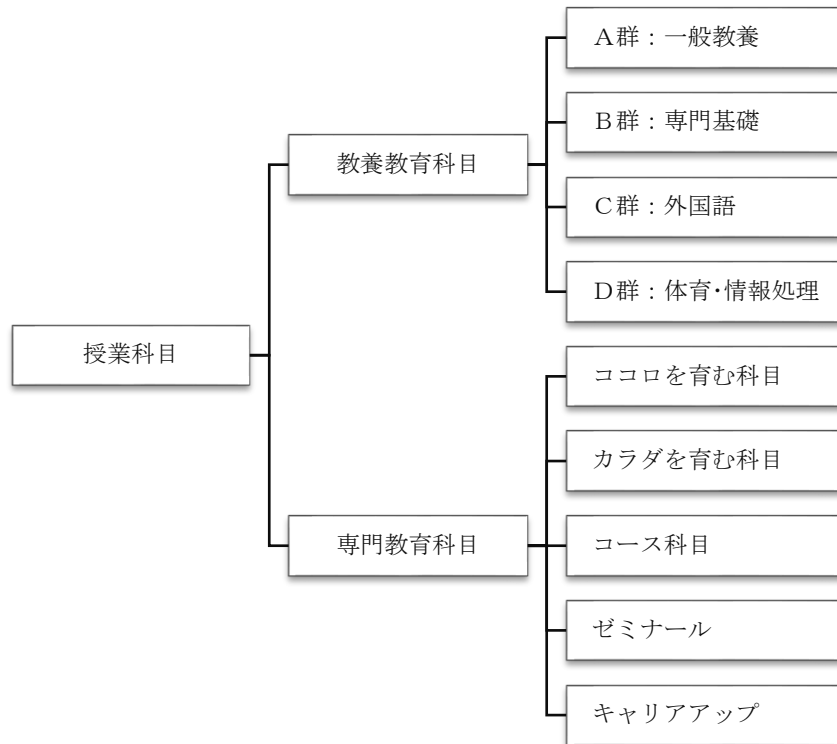 授業科目
教養教育科目
Ａ群：一般教養
Ｂ群：専門基礎
Ｃ群：外国語
Ｄ群：体育･情報処理
専門教育科目
ココロを育む科目
カラダを育む科目
コース科目
ゼミナール
キャリアアップ